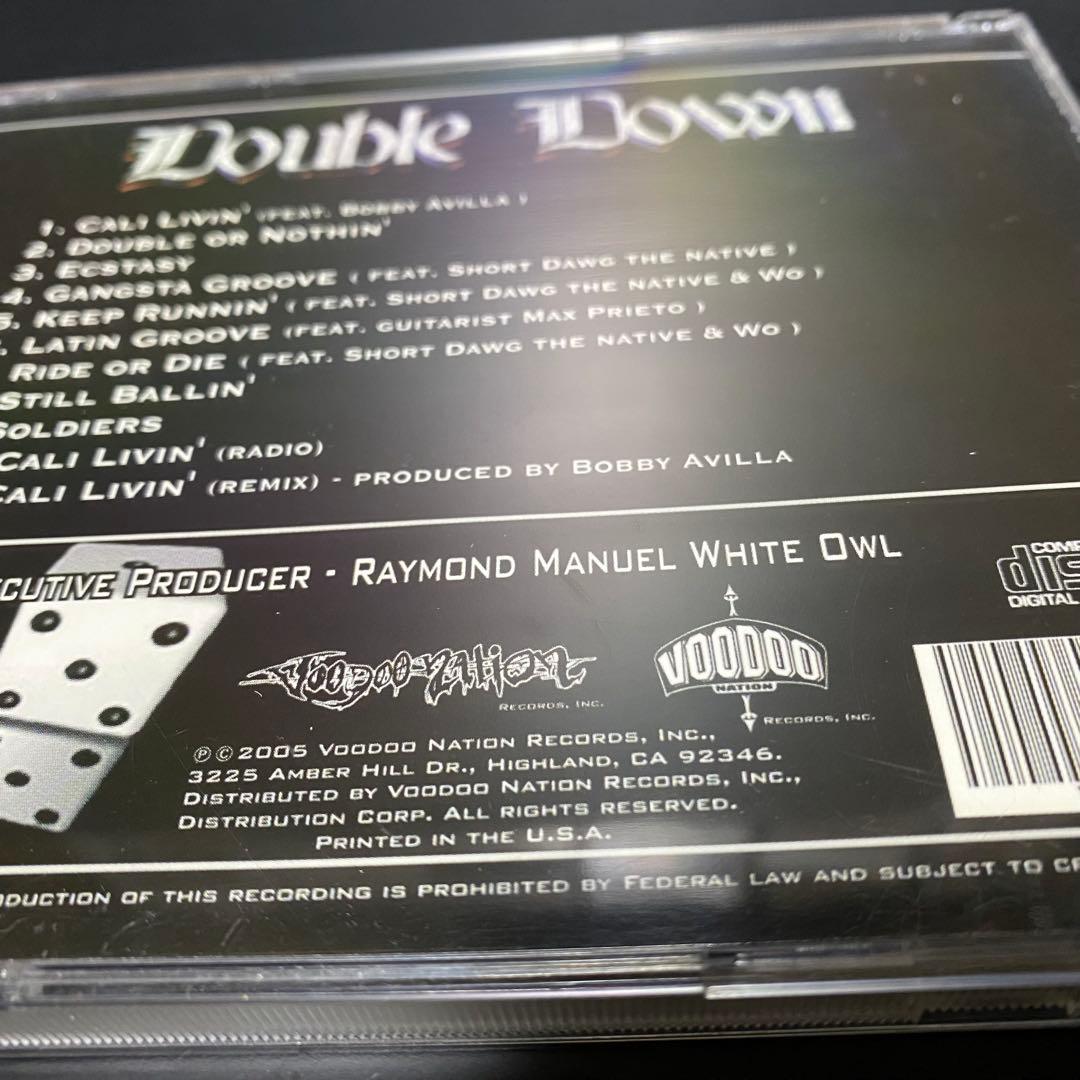 Double Down
1. Cali Livin' (feat. Bobby Avilla )
2. Double or Nothin'
3. Ecstasy
4. Gangsta Groove ( feat. Short Dawg the native )
5. Keep Runnin' ( feat. Short Dawg the native & Wo )
. Latin Groove (feat. guitarist Max Prieto )
Ride or Die ( feat. Short Dawg the native & Wo )
Still Ballin'
Soldiers
Cali Livin' (radio)
Cali Livin' (remix) - produced by Bobby Avilla
cutive Producer - Raymond Manuel White Owl
COMP
dis
DIGITAL
Voodoo Nation
Records, Inc.
VOODOO
NATION
Records, Inc.
℗©2005 Voodoo Nation Records, Inc.,
3225 Amber Hill Dr., Highland, CA 92346.
Distributed by Voodoo Nation Records, Inc.,
Distribution Corp. All rights reserved.
Printed in the U.S.A.
oduction of this recording is prohibited by Federal law and subject to cr